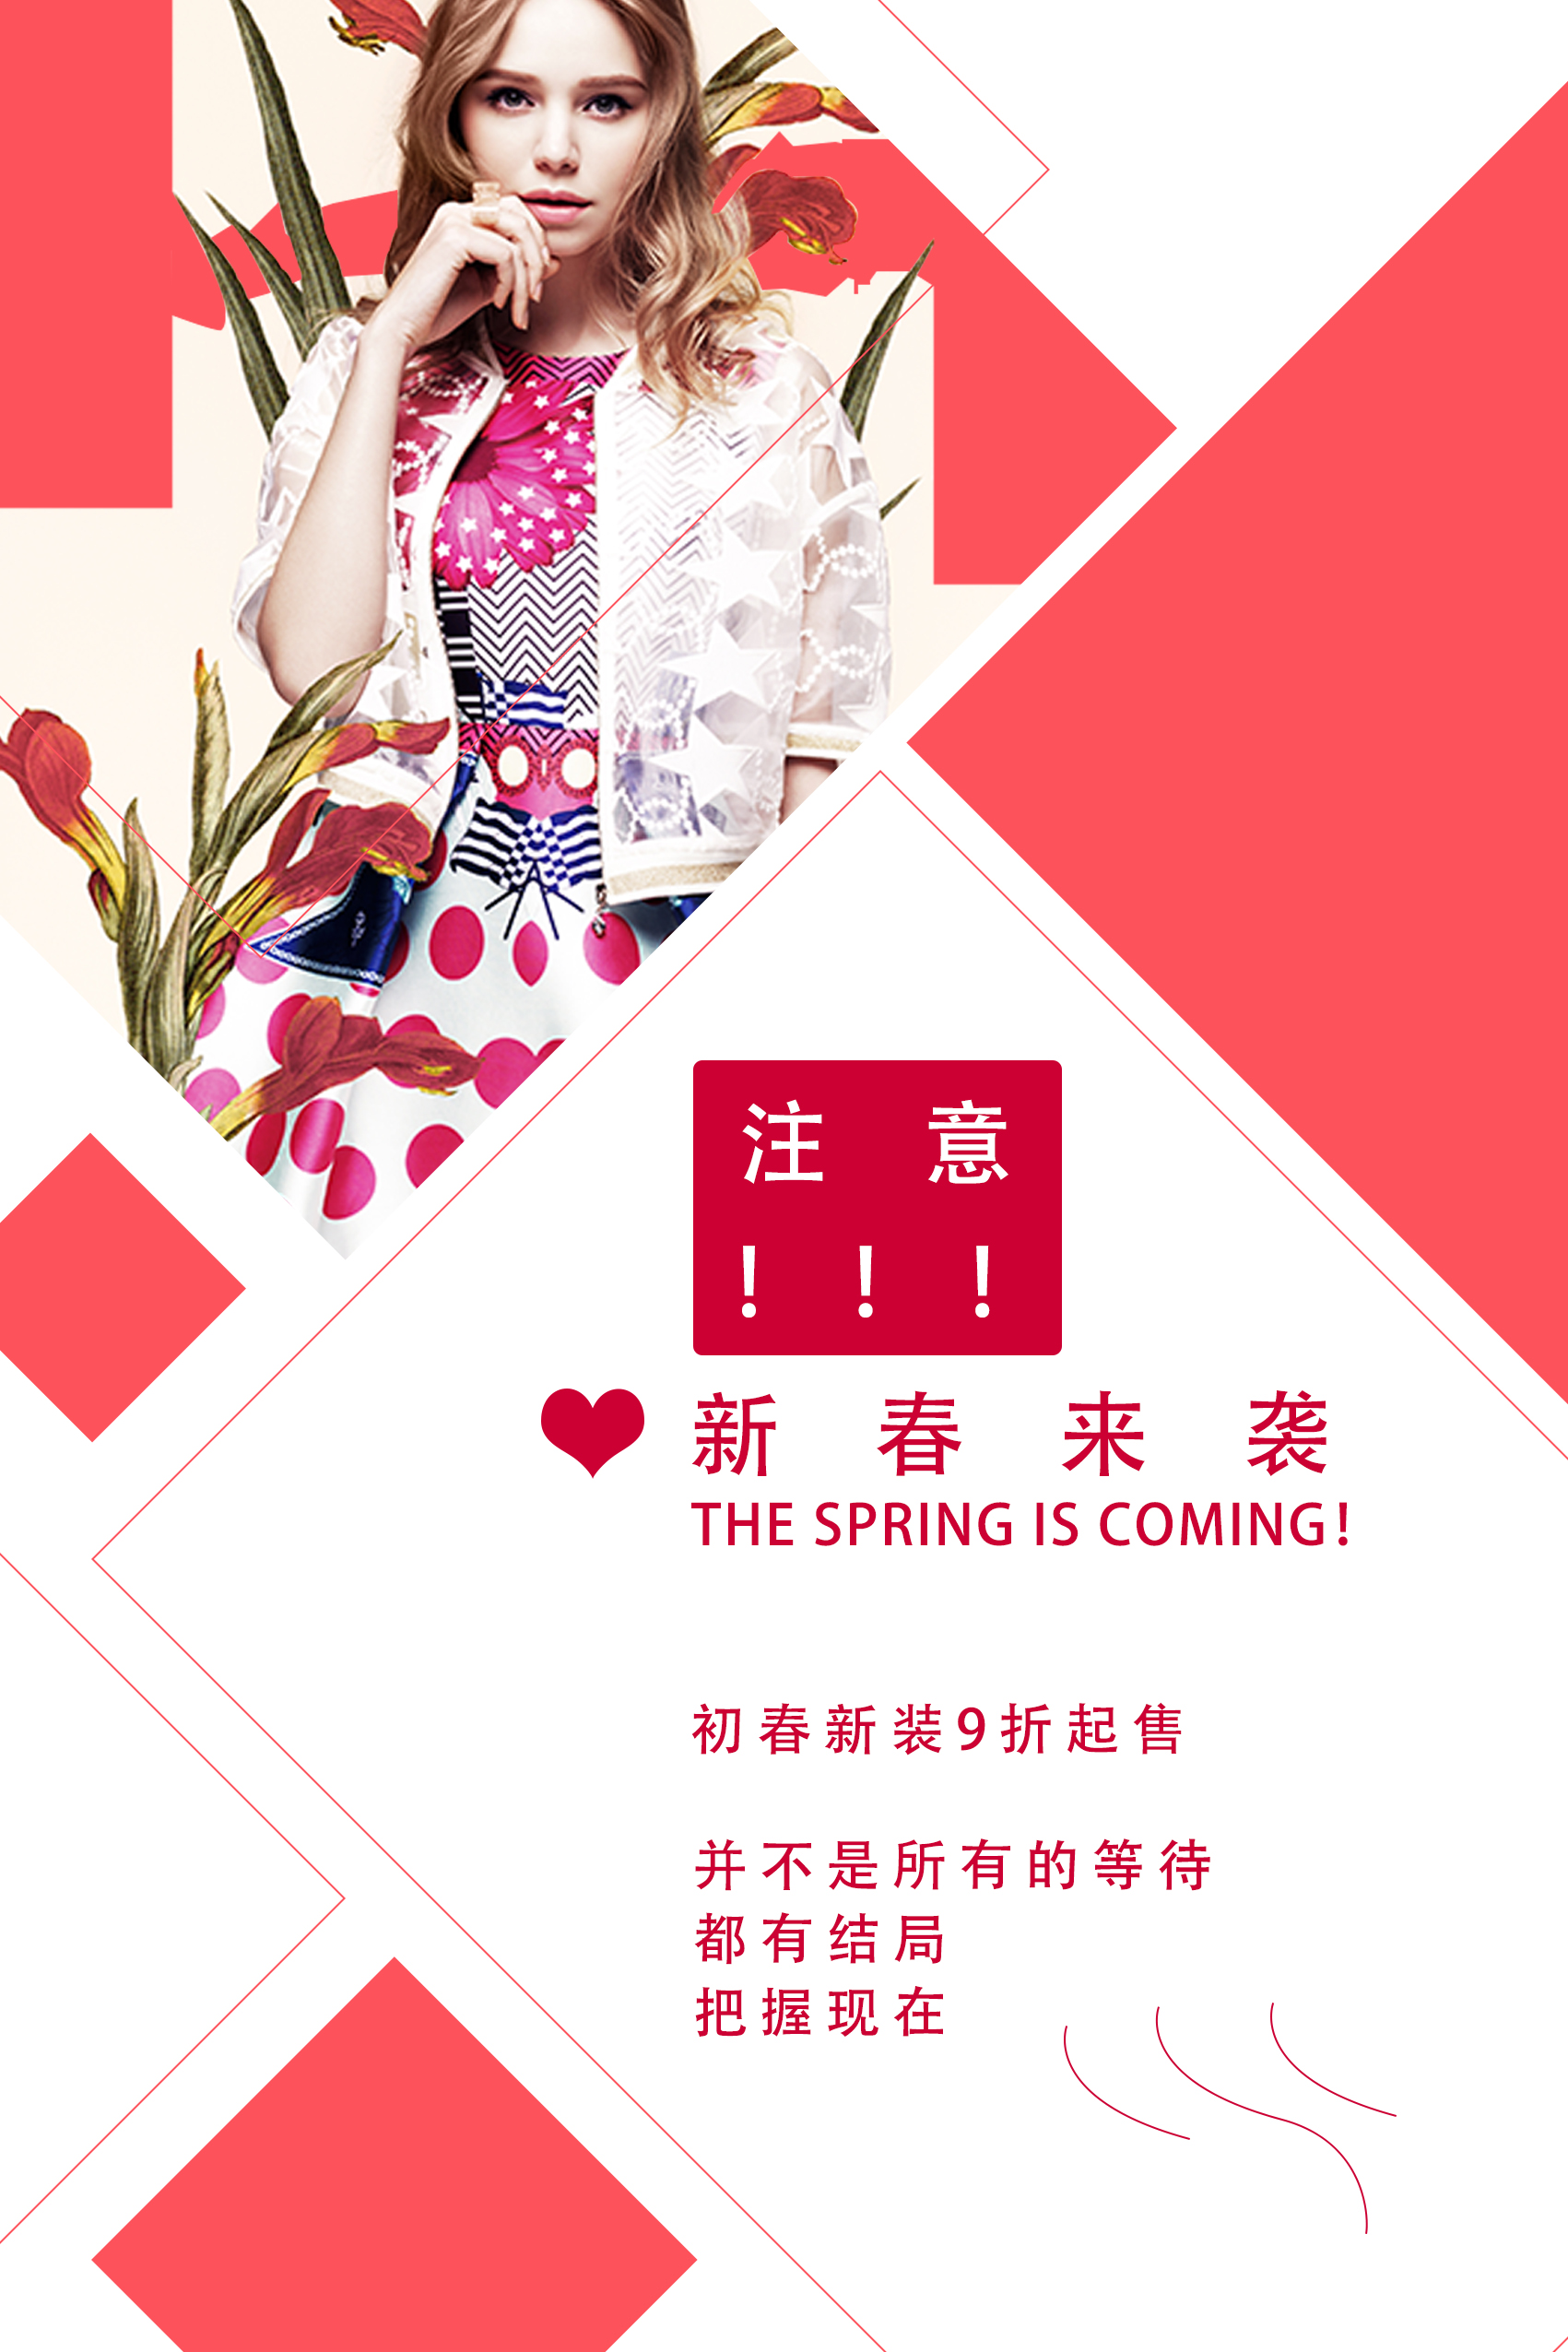 注意
！！！
新春来袭
THE SPRING IS COMING!
初春新装9折起售
并不是所有的等待
都有结局
把握现在